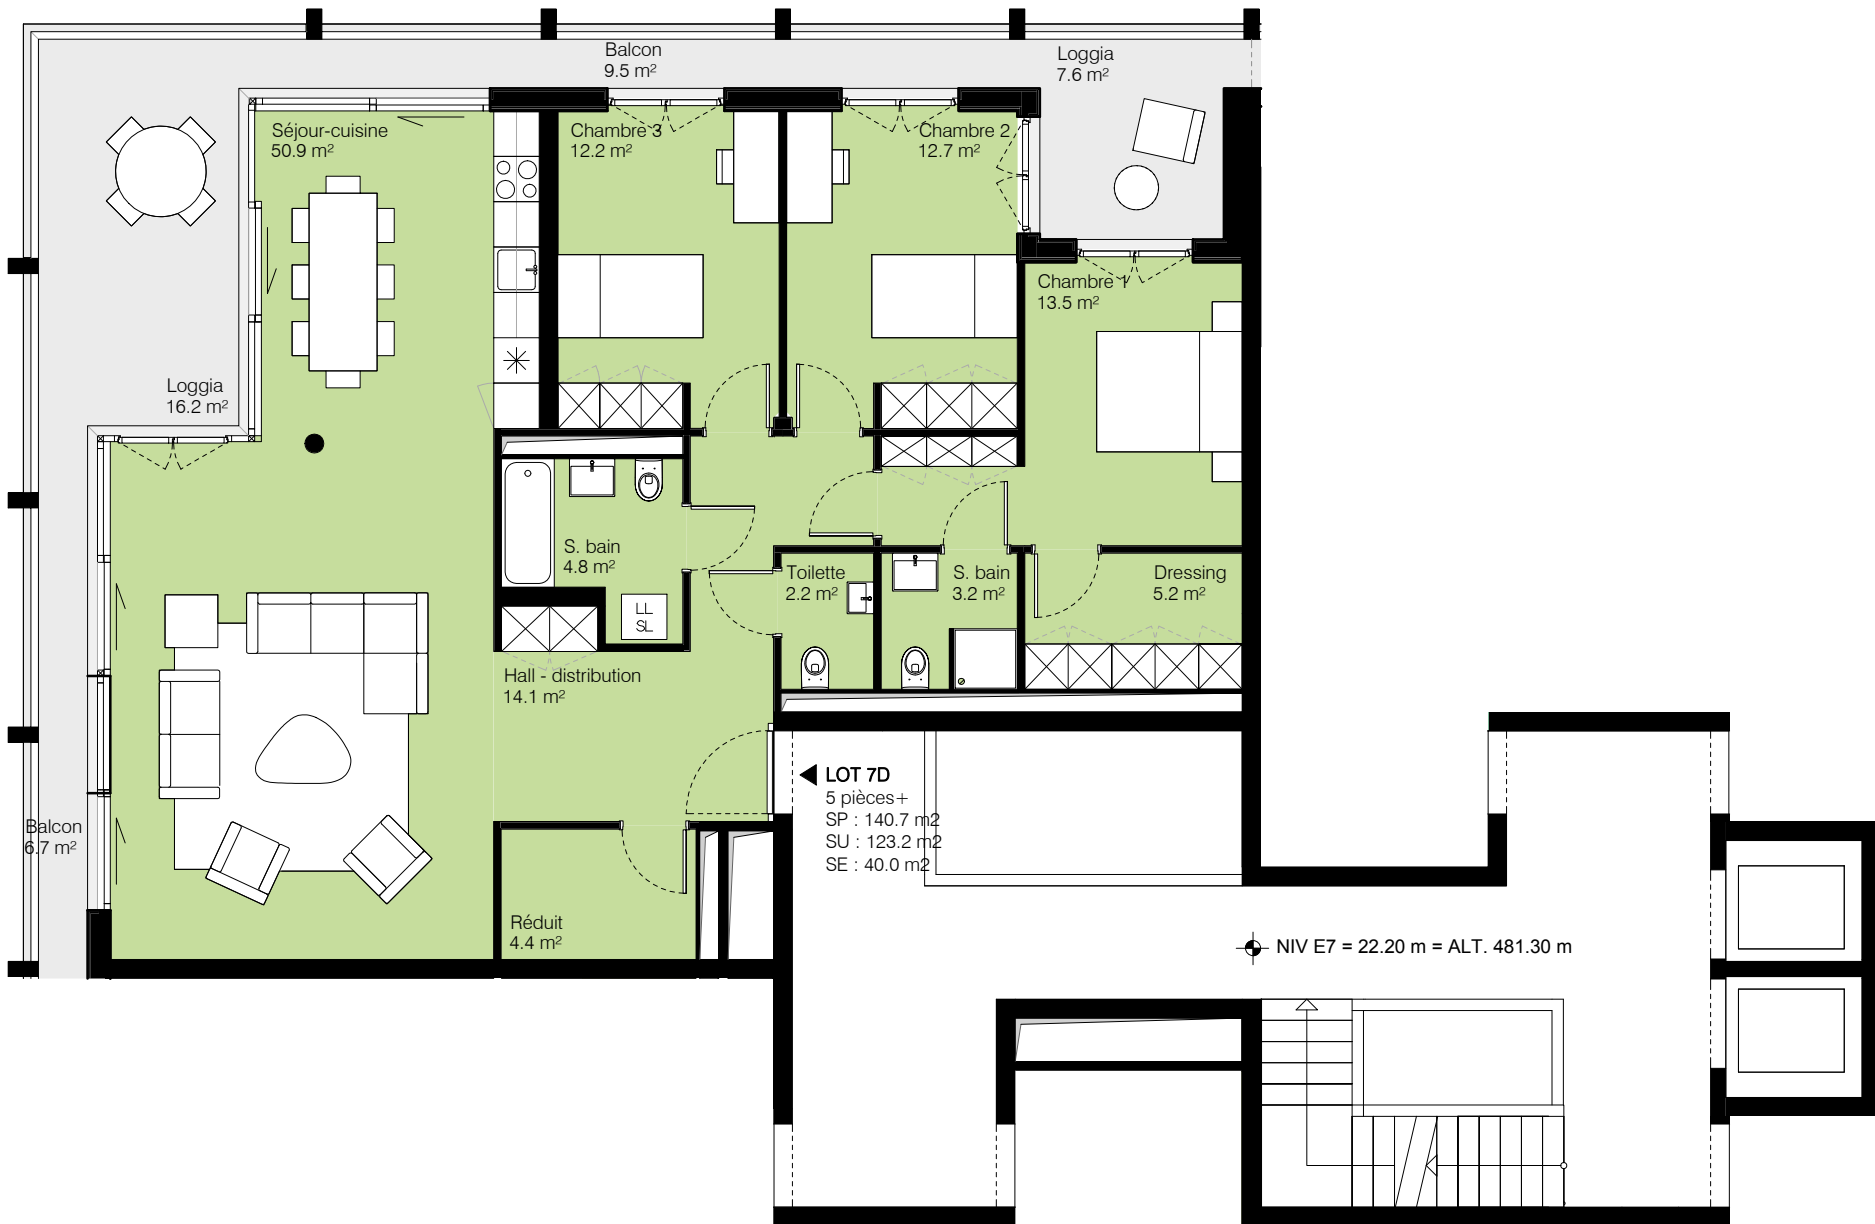 Balcon
9.5 m²
Loggia
7.6 m²
Séjour-cuisine
50.9 m²
Chambre 3
12.2 m²
Chambre 2
12.7 m²
Chambre 1
13.5 m²
Loggia
16.2 m²
S. bain
4.8 m²
LL
SL
Toilette
2.2 m²
S. bain
3.2 m²
Dressing
5.2 m²
Hall - distribution
14.1 m²
LOT 7D
5 pièces+
SP : 140.7 m2
SU : 123.2 m2
SE : 40.0 m2
Balcon
6.7 m²
Réduit
4.4 m²
NIV E7 = 22.20 m = ALT. 481.30 m